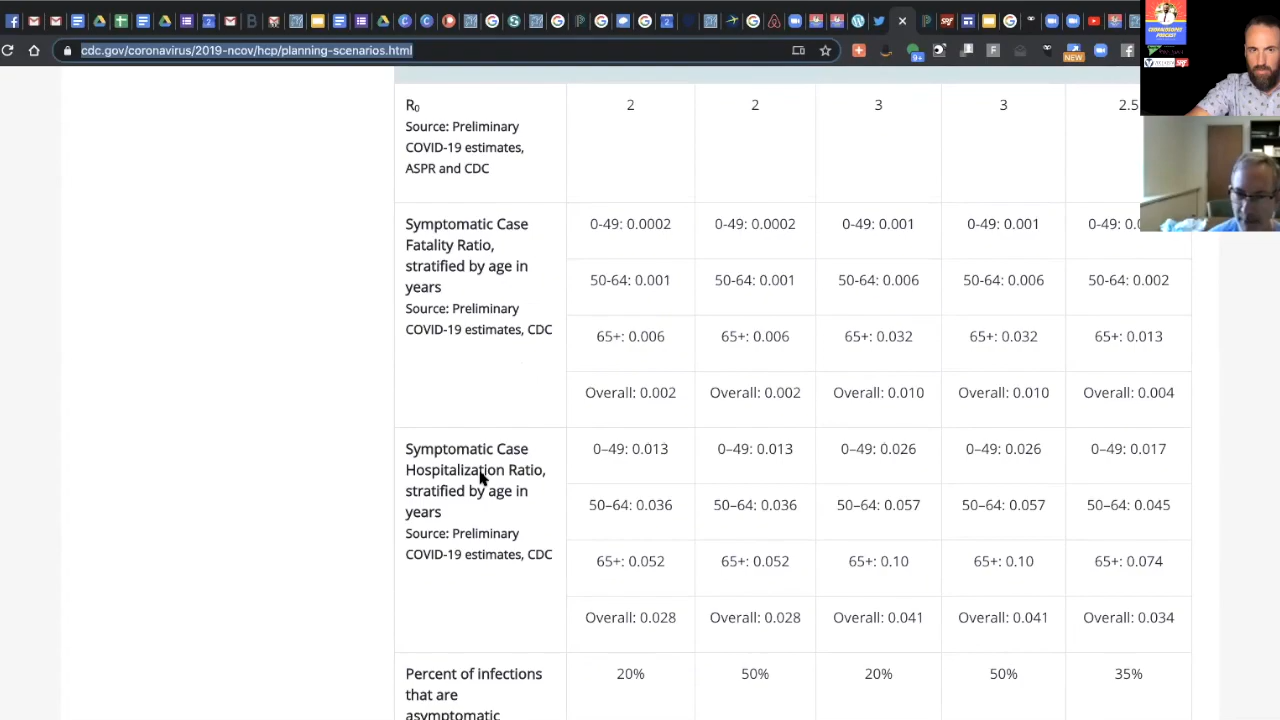 cdc.gov/coronavirus/2019-ncov/hcp/planning-scenarios.html
9+
NEW
R0
Source: Preliminary
COVID-19 estimates,
ASPR and CDC
2
2
3
3
2.5
Symptomatic Case
Fatality Ratio,
stratified by age in
years
Source: Preliminary
COVID-19 estimates, CDC
0-49: 0.0002
0-49: 0.0002
0-49: 0.001
0-49: 0.001
0-49:
50-64: 0.001
50-64: 0.001
50-64: 0.006
50-64: 0.006
50-64: 0.002
65+: 0.006
65+: 0.006
65+: 0.032
65+: 0.032
65+: 0.013
Overall: 0.002
Overall: 0.002
Overall: 0.010
Overall: 0.010
Overall: 0.004
Symptomatic Case
Hospitalization Ratio,
stratified by age in
years
Source: Preliminary
COVID-19 estimates, CDC
0–49: 0.013
0–49: 0.013
0–49: 0.026
0–49: 0.026
0–49: 0.017
50–64: 0.036
50–64: 0.036
50–64: 0.057
50–64: 0.057
50–64: 0.045
65+: 0.052
65+: 0.052
65+: 0.10
65+: 0.10
65+: 0.074
Overall: 0.028
Overall: 0.028
Overall: 0.041
Overall: 0.041
Overall: 0.034
Percent of infections
that are
asymptomatic
20%
50%
20%
50%
35%